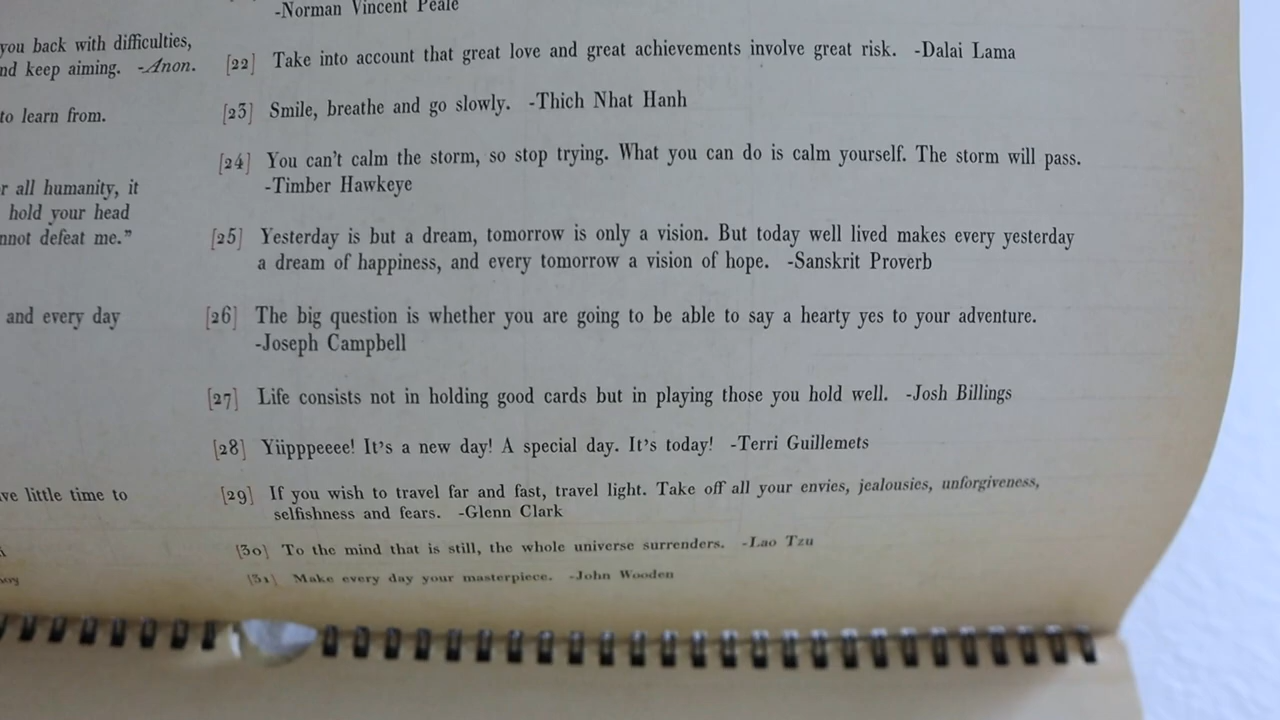 you back with difficulties,
nd keep aiming. -Anon.
to learn from.
r all humanity, it
hold your head
nnot defeat me."
and every day
ve little time to
-Norman Vincent Peale
[22] Take into account that great love and great achievements involve great risk. -Dalai Lama
[23] Smile, breathe and go slowly. -Thich Nhat Hanh
[24] You can't calm the storm, so stop trying. What you can do is calm yourself. The storm will pass.
-Timber Hawkeye
[25] Yesterday is but a dream, tomorrow is only a vision. But today well lived makes every yesterday
a dream of happiness, and every tomorrow a vision of hope. -Sanskrit Proverb
[26] The big question is whether you are going to be able to say a hearty yes to your adventure.
-Joseph Campbell
[27] Life consists not in holding good cards but in playing those you hold well. -Josh Billings
[28] Yiipppeeee! It's a new day! A special day. It's today! -Terri Guillemets
[29] If you wish to travel far and fast, travel light. Take off all your envies, jealousies, unforgiveness,
selfishness and fears. -Glenn Clark
[30] To the mind that is still, the whole universe surrenders. -Lao Tzu
[31] Make every day your masterpiece. -John Wooden